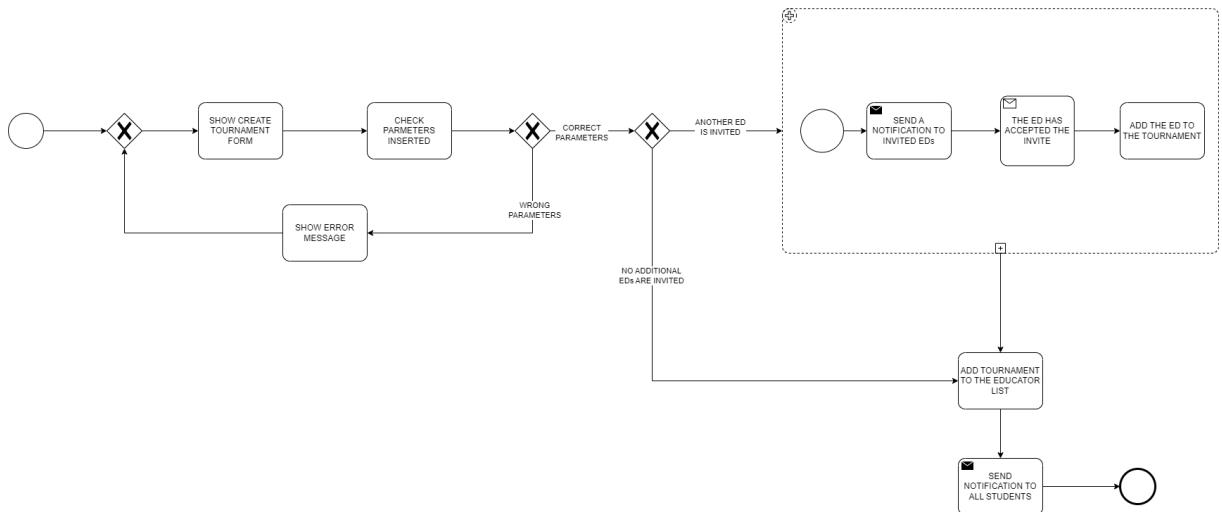 SHOW CREATE
TOURNAMENT
FORM
CHECK
PARMETERS
INSERTED
CORRECT
PARAMETERS
ANOTHER ED
IS INVITED
SEND A
NOTIFICATION TO
INVITED EDs
THE ED HAS
ACCEPTED THE
INVITE
ADD THE ED TO
THE TOURNAMENT
WRONG
PARAMETERS
SHOW ERROR
MESSAGE
NO ADDITIONAL
EDs ARE INVITED
ADD TOURNAMENT
TO THE EDUCATOR
LIST
SEND
NOTIFICATION TO
ALL STUDENTS